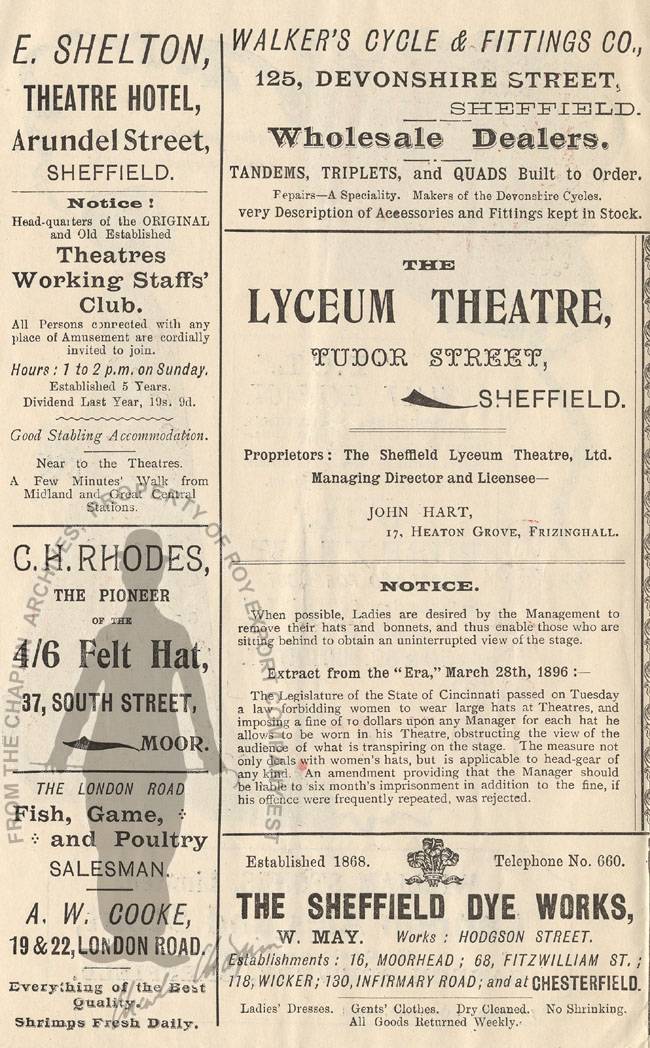 E. SHELTON,
THEATRE HOTEL,
Arundel Street,
SHEFFIELD.
Notice!
Head-quarters of the ORIGINAL
and Old Established
Theatres
Working Staffs'
Club.
All Persons connected with any
place of Amusement are cordially
invited to join.
Hours: 1 to 2 p.m. on Sunday.
Established 5 Years.
Dividend Last Year, 19s. 9d.
Good Stabling Accommodation.
Near to the Theatres.
A Few Minutes' Walk from
Midland and Great Central
Stations.
C. H. RHODES,
THE PIONEER
OF THE
4/6 Felt Hat,
37, SOUTH STREET,
MOOR.
THE LONDON ROAD
Fish, Game,
and Poultry
SALESMAN.
A. W. COOKE,
19 & 22, LONDON ROAD.
Everything of the Best
Quality.
Shrimps Fresh Daily.
WALKER'S CYCLE & FITTINGS CO.,
125, DEVONSHIRE STREET,
SHEFFIELD.
Wholesale Dealers.
TANDEMS, TRIPLETS, and QUADS Built to Order.
Repairs—A Speciality. Makers of the Devonshire Cycles.
very Description of Accessories and Fittings kept in Stock.
THE
LYCEUM THEATRE,
TUDOR STREET,
SHEFFIELD.
Proprietors: The Sheffield Lyceum Theatre, Ltd.
Managing Director and Licensee—
JOHN HART,
17, HEATON GROVE, FRIZINGHALL.
NOTICE.
When possible, Ladies are desired by the Management to
remove their hats and bonnets, and thus enable those who are
sitting behind to obtain an uninterrupted view of the stage.
Extract from the "Era," March 28th, 1896:—
The Legislature of the State of Cincinnati passed on Tuesday
a law forbidding women to wear large hats at Theatres, and
imposing a fine of 10 dollars upon any Manager for each hat he
allows to be worn in his Theatre, obstructing the view of the
audience of what is transpiring on the stage. The measure not
only deals with women's hats, but is applicable to head-gear of
any kind. An amendment providing that the Manager should
be liable to six month's imprisonment in addition to the fine, if
his offence were frequently repeated, was rejected.
Established 1868. Telephone No. 660.
THE SHEFFIELD DYE WORKS,
W. MAY. Works: HODGSON STREET.
Establishments: 16, MOORHEAD; 68, FITZWILLIAM ST.;
118, WICKER; 130, INFIRMARY ROAD; and at CHESTERFIELD.
Ladies' Dresses. Gents' Clothes. Dry Cleaned. No Shrinking.
All Goods Returned Weekly.
FROM THE CHAPLIN ARCHIVES, PROPERTY OF ROY EXPORT COMPANY EST